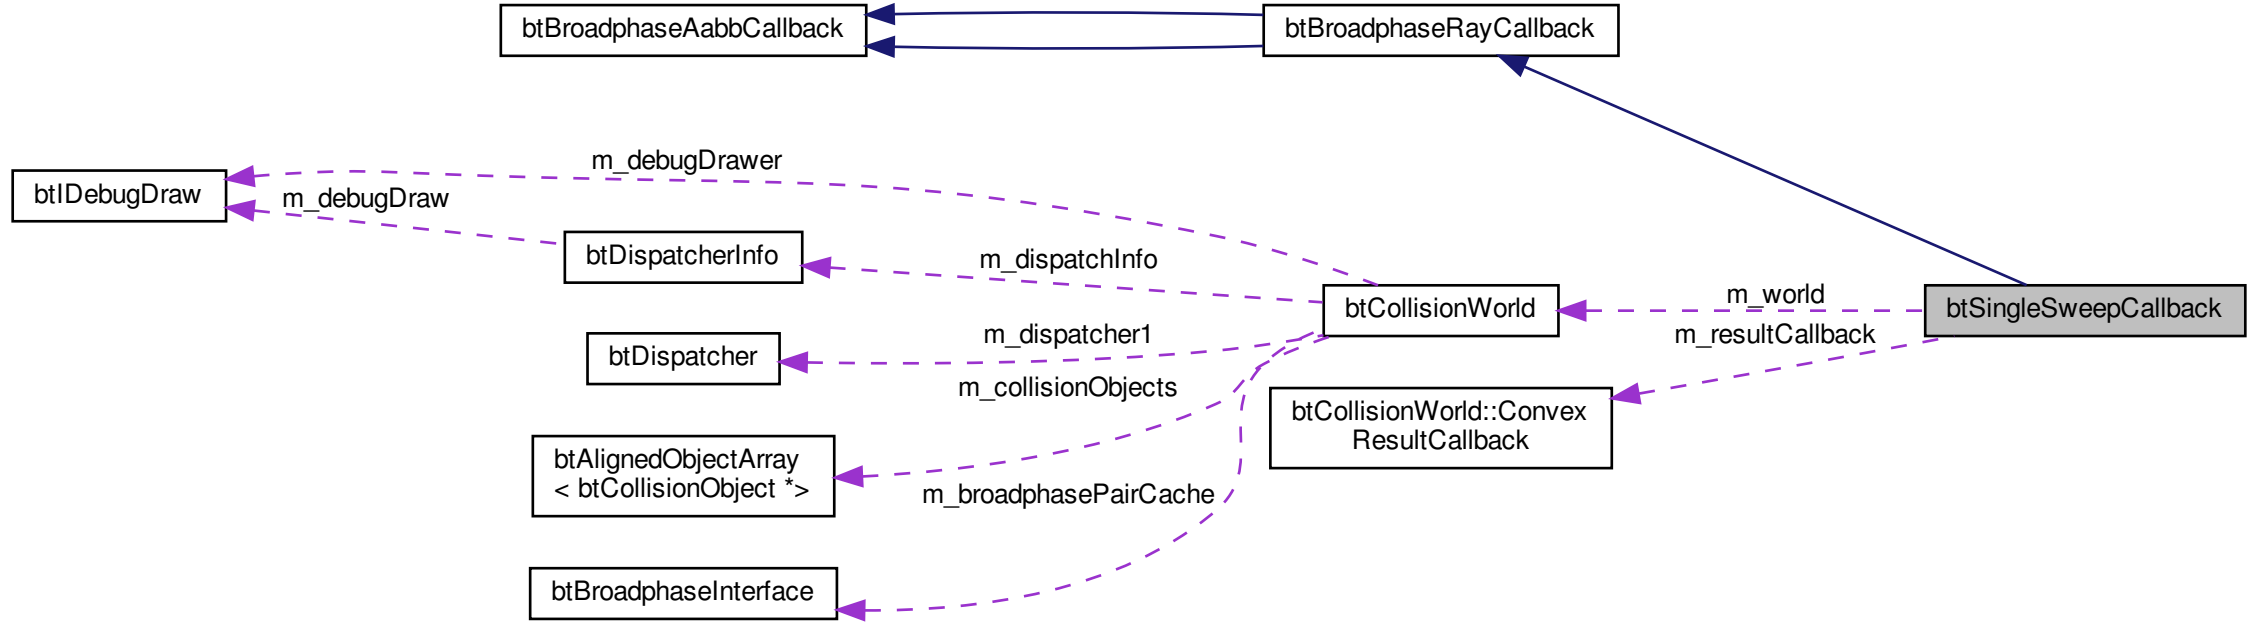 btBroadphaseAabbCallback
btBroadphaseRayCallback
m_debugDrawer
btIDebugDraw
m_debugDraw
btDispatcherInfo
m_dispatchInfo
btCollisionWorld
m_world
btSingleSweepCallback
m_dispatcher1
m_resultCallback
btDispatcher
m_collisionObjects
btCollisionWorld::Convex
ResultCallback
btAlignedObjectArray
< btCollisionObject *>
m_broadphasePairCache
btBroadphaseInterface